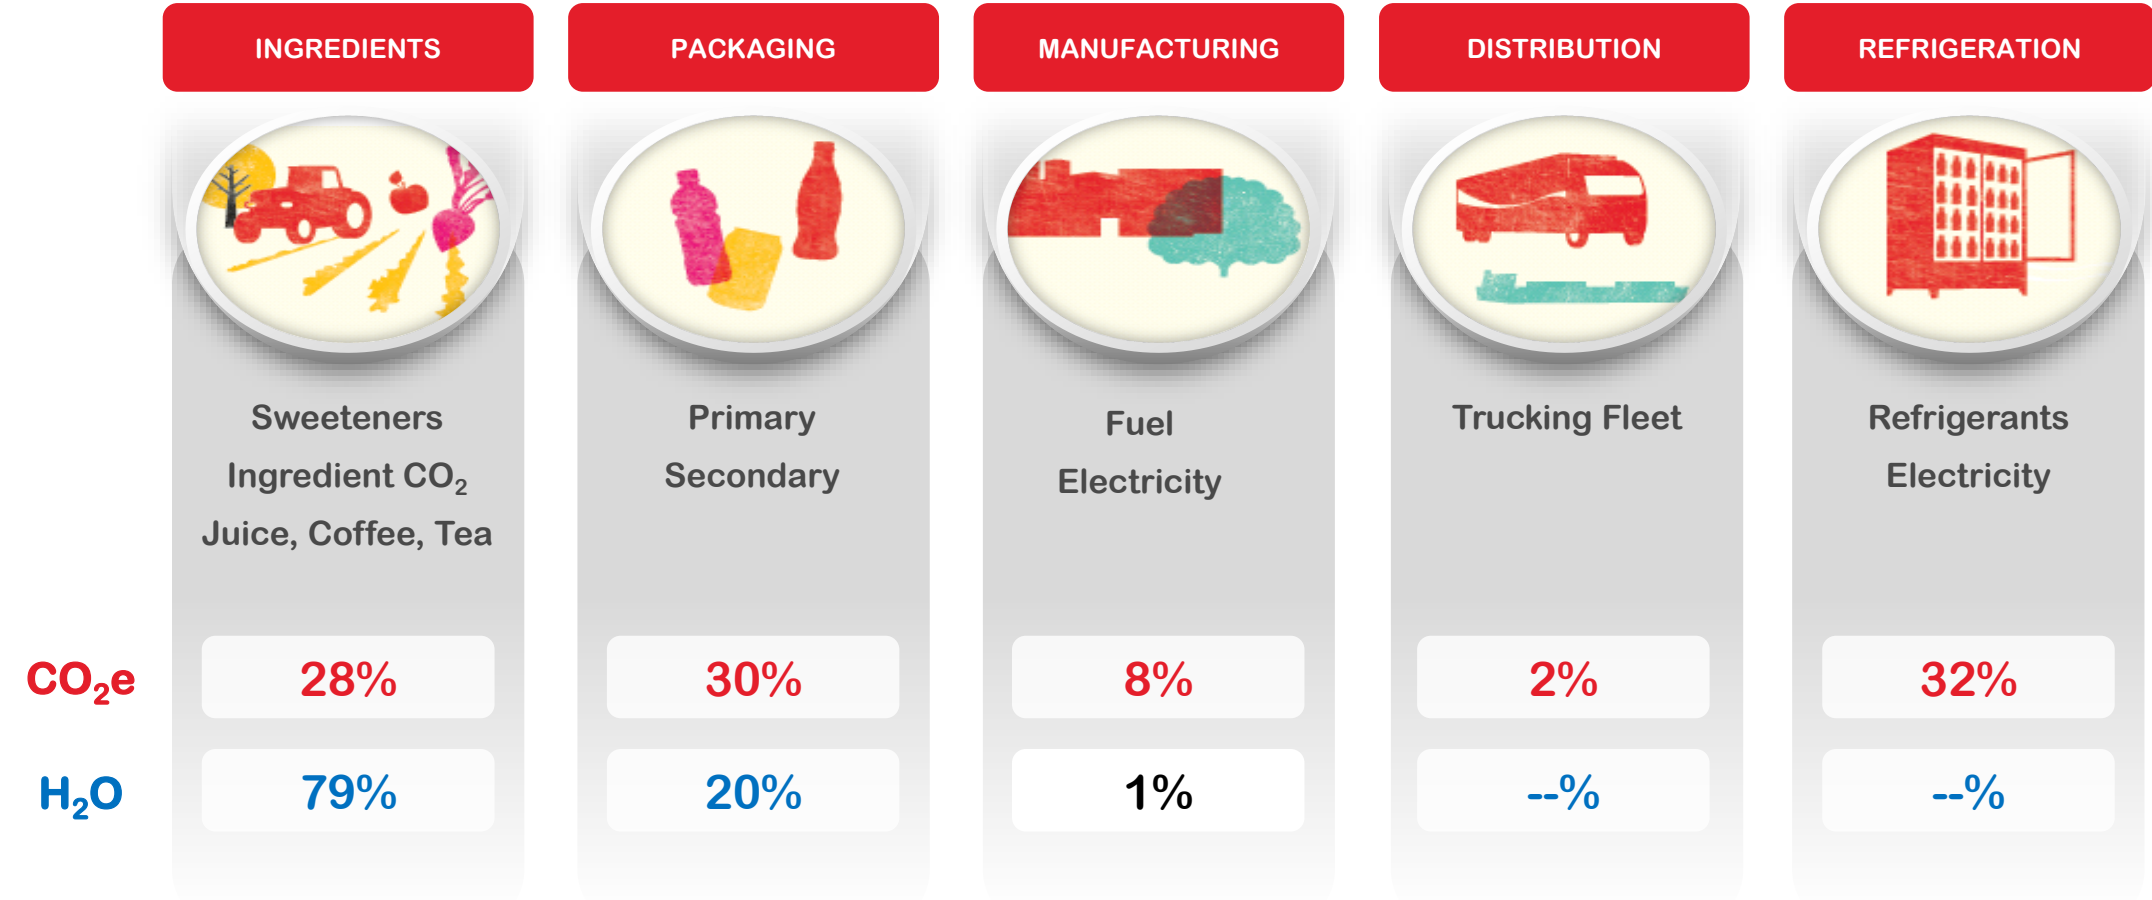 INGREDIENTS
PACKAGING
MANUFACTURING
DISTRIBUTION
REFRIGERATION
Sweeteners
Ingredient CO₂
Juice, Coffee, Tea
Primary
Secondary
Fuel
Electricity
Trucking Fleet
Refrigerants
Electricity
CO₂e 28% 30% 8% 2% 32%
H₂O 79% 20% 1% --% --%